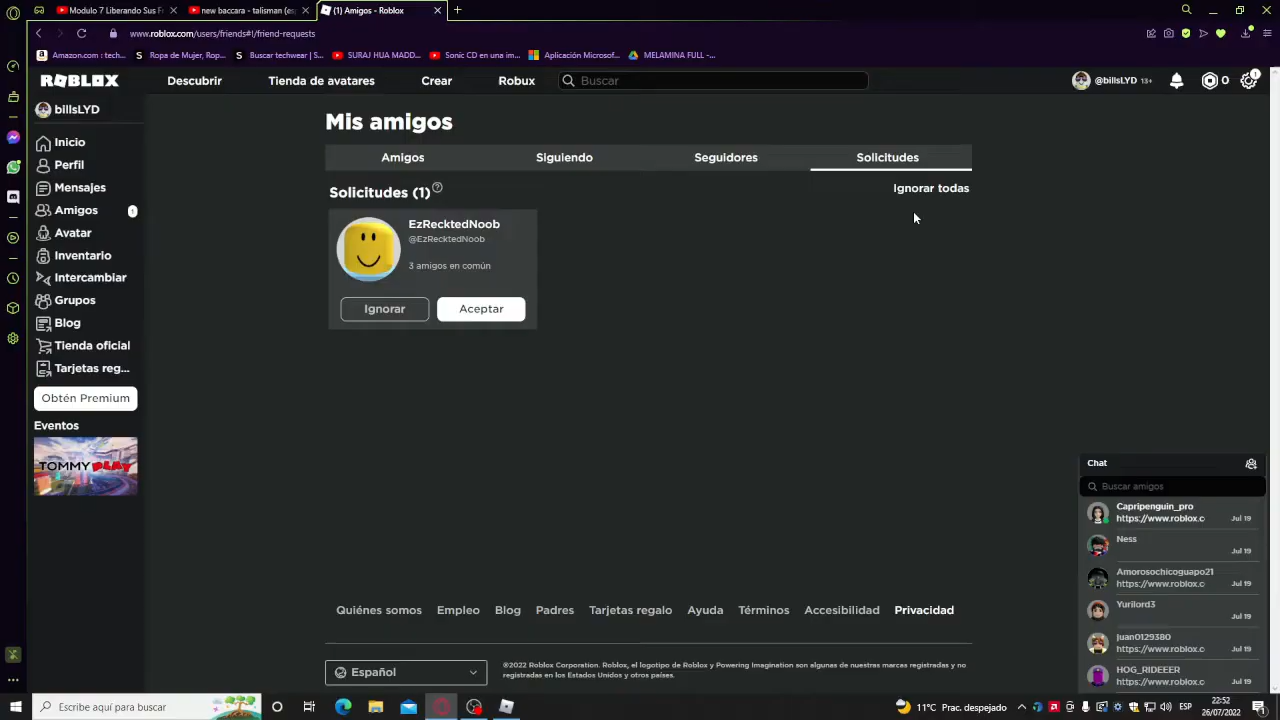 Modulo 7 Liberando Sus Fr
new baccara - talisman (es
(1) Amigos - Roblox
www.roblox.com/users/friends#!/friend-requests
Amazon.com : tech...
Ropa de Mujer, Rop...
Buscar techwear | S...
SURAJ HUA MADD...
Sonic CD en una im...
Aplicación Microsof...
MELAMINA FULL -...
ROBLOX
Descubrir
Tienda de avatares
Crear
Robux
Buscar
@billsLYD 13+
0
1
billsLYD
Inicio
Perfil
Mensajes
Amigos
1
Avatar
Inventario
Intercambiar
Grupos
Blog
Tienda oficial
Tarjetas reg...
Obtén Premium
Eventos
TOMMY PLAY
Mis amigos
Amigos
Siguiendo
Seguidores
Solicitudes
Solicitudes (1)
Ignorar todas
EzRecktedNoob
@EzRecktedNoob
3 amigos en común
Ignorar
Aceptar
Chat
Buscar amigos
Capripenguin_pro
https://www.roblox.c
Jul 19
Ness
Jul 19
Amorosochicoguapo21
https://www.roblox.c
Jul 19
Yurilord3
Jul 19
juan0129380
https://www.roblox.c
Jul 19
HOG_RIDEEER
Jul 19
Quiénes somos
Empleo
Blog
Padres
Tarjetas regalo
Ayuda
Términos
Accesibilidad
Privacidad
Español
©2022 Roblox Corporation. Roblox, el logotipo de Roblox y Powering Imagination son algunas de nuestras marcas registradas y no
registradas en los Estados Unidos y otros países.
Escribe aquí para buscar
11°C Prac. despejado
ESP
22:52
26/07/2022